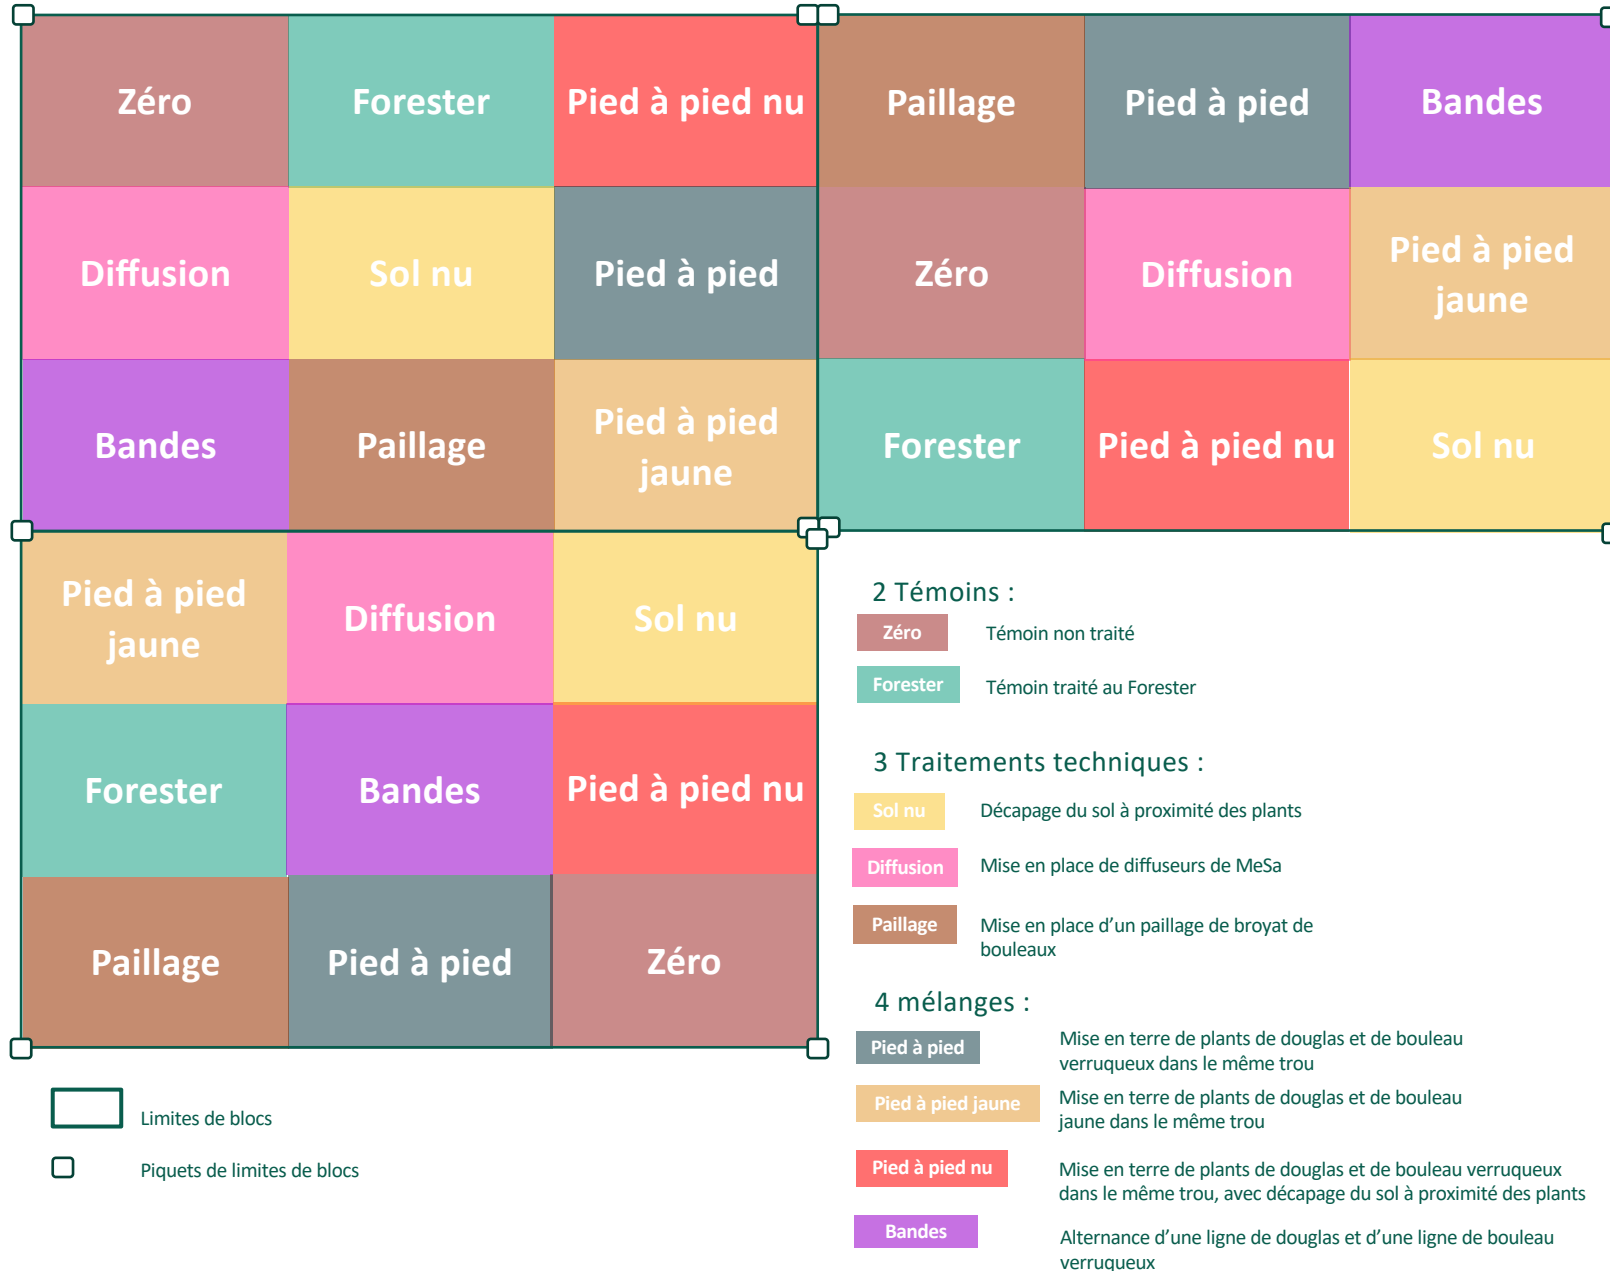 Zéro
Forester
Pied à pied nu
Paillage
Pied à pied
Bandes
Diffusion
Sol nu
Pied à pied
Zéro
Diffusion
Pied à pied
jaune
Bandes
Paillage
Pied à pied
jaune
Forester
Pied à pied nu
Sol nu
Pied à pied
jaune
Diffusion
Sol nu
Forester
Bandes
Pied à pied nu
Paillage
Pied à pied
Zéro
Limites de blocs
Piquets de limites de blocs
2 Témoins :
Zéro
Témoin non traité
Forester
Témoin traité au Forester
3 Traitements techniques :
Sol nu
Décapage du sol à proximité des plants
Diffusion
Mise en place de diffuseurs de MeSa
Paillage
Mise en place d’un paillage de broyat de
bouleaux
4 mélanges :
Pied à pied
Mise en terre de plants de douglas et de bouleau
verruqueux dans le même trou
Pied à pied jaune
Mise en terre de plants de douglas et de bouleau
jaune dans le même trou
Pied à pied nu
Mise en terre de plants de douglas et de bouleau verruqueux
dans le même trou, avec décapage du sol à proximité des plants
Bandes
Alternance d’une ligne de douglas et d’une ligne de bouleau
verruqueux